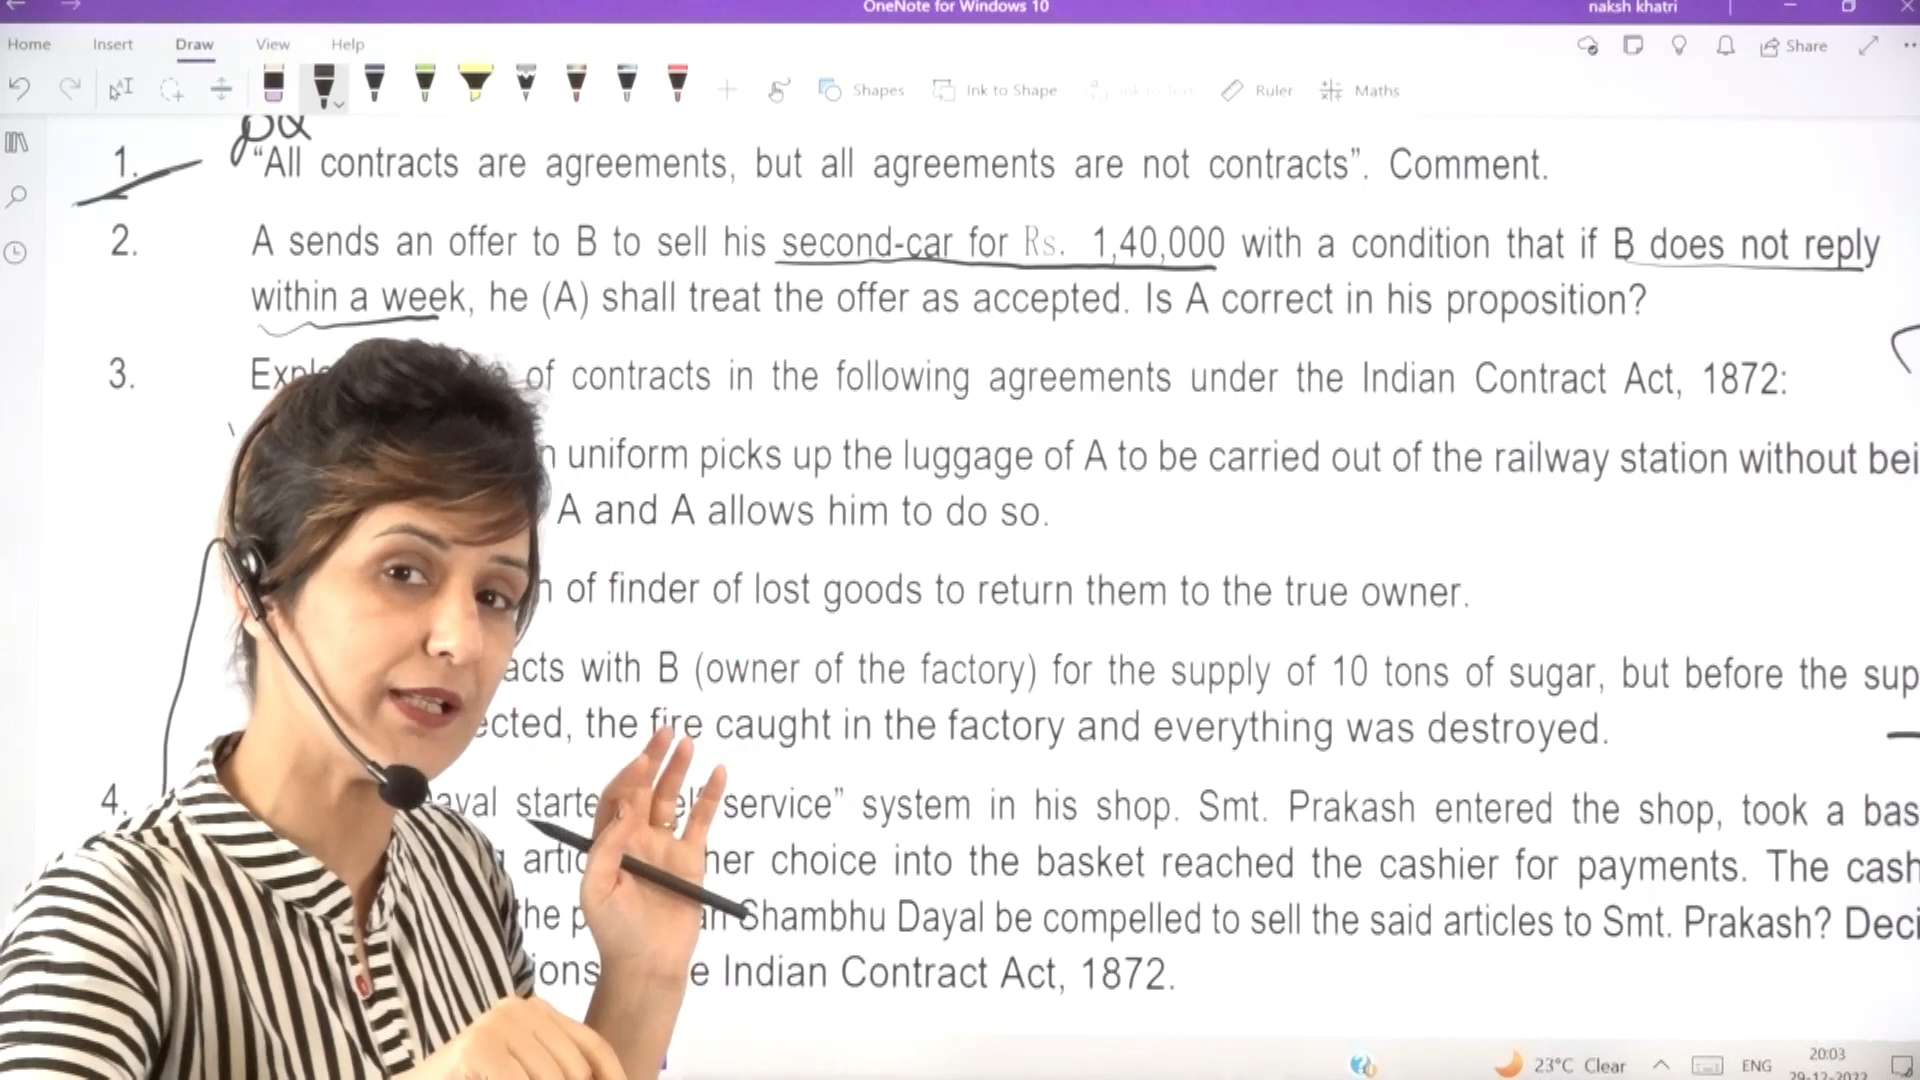 OneNote for Windows 10
naksh khatri
Home Insert Draw View Help
Share
Shapes Ink to Shape Ink to Text Ruler Maths
1. “All contracts are agreements, but all agreements are not contracts”. Comment.
2. A sends an offer to B to sell his second-car for Rs. 1,40,000 with a condition that if B does not reply
within a week, he (A) shall treat the offer as accepted. Is A correct in his proposition?
3. of contracts in the following agreements under the Indian Contract Act, 1872:
uniform picks up the luggage of A to be carried out of the railway station without bei
A and A allows him to do so.
of finder of lost goods to return them to the true owner.
acts with B (owner of the factory) for the supply of 10 tons of sugar, but before the sup
ected, the fire caught in the factory and everything was destroyed.
4. service” system in his shop. Smt. Prakash entered the shop, took a bas
her choice into the basket reached the cashier for payments. The cash
Shambhu Dayal be compelled to sell the said articles to Smt. Prakash? Deci
Indian Contract Act, 1872.
23°C Clear ENG
20:03